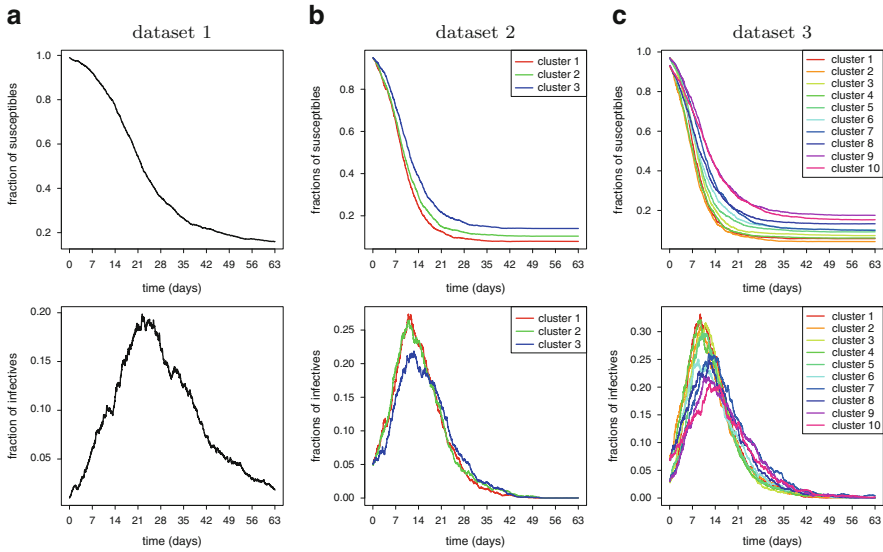 a
dataset 1
fraction of susceptibles
1.0
0.8
0.6
0.4
0.2
0 7 14 21 28 35 42 49 56 63
time (days)
b
dataset 2
fractions of susceptibles
0.8
0.6
0.4
0.2
0 7 14 21 28 35 42 49 56 63
time (days)
cluster 1
cluster 2
cluster 3
c
dataset 3
fractions of susceptibles
1.0
0.8
0.6
0.4
0.2
0 7 14 21 28 35 42 49 56 63
time (days)
cluster 1
cluster 2
cluster 3
cluster 4
cluster 5
cluster 6
cluster 7
cluster 8
cluster 9
cluster 10
fraction of infectives
0.20
0.15
0.10
0.05
0 7 14 21 28 35 42 49 56 63
time (days)
fractions of infectives
0.25
0.20
0.15
0.10
0.05
0.00
0 7 14 21 28 35 42 49 56 63
time (days)
cluster 1
cluster 2
cluster 3
fractions of infectives
0.30
0.25
0.20
0.15
0.10
0.05
0.00
0 7 14 21 28 35 42 49 56 63
time (days)
cluster 1
cluster 2
cluster 3
cluster 4
cluster 5
cluster 6
cluster 7
cluster 8
cluster 9
cluster 10